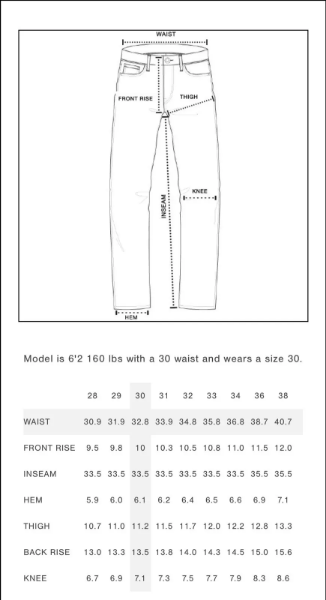 WAIST
FRONT RISE
THIGH
KNEE
INSEAM
HEM
Model is 6'2 160 lbs with a 30 waist and wears a size 30.
28 29 30 31 32 33 34 36 38
WAIST 30.9 31.9 32.8 33.9 34.8 35.8 36.8 38.7 40.7
FRONT RISE 9.5 9.8 10 10.3 10.5 10.8 11.0 11.5 12.0
INSEAM 33.5 33.5 33.5 33.5 33.5 33.5 33.5 35.5 35.5
HEM 5.9 6.0 6.1 6.2 6.4 6.5 6.6 6.9 7.1
THIGH 10.7 11.0 11.2 11.5 11.7 12.0 12.2 12.8 13.3
BACK RISE 13.0 13.3 13.5 13.8 14.0 14.3 14.5 15.0 15.6
KNEE 6.7 6.9 7.1 7.3 7.5 7.7 7.9 8.3 8.6